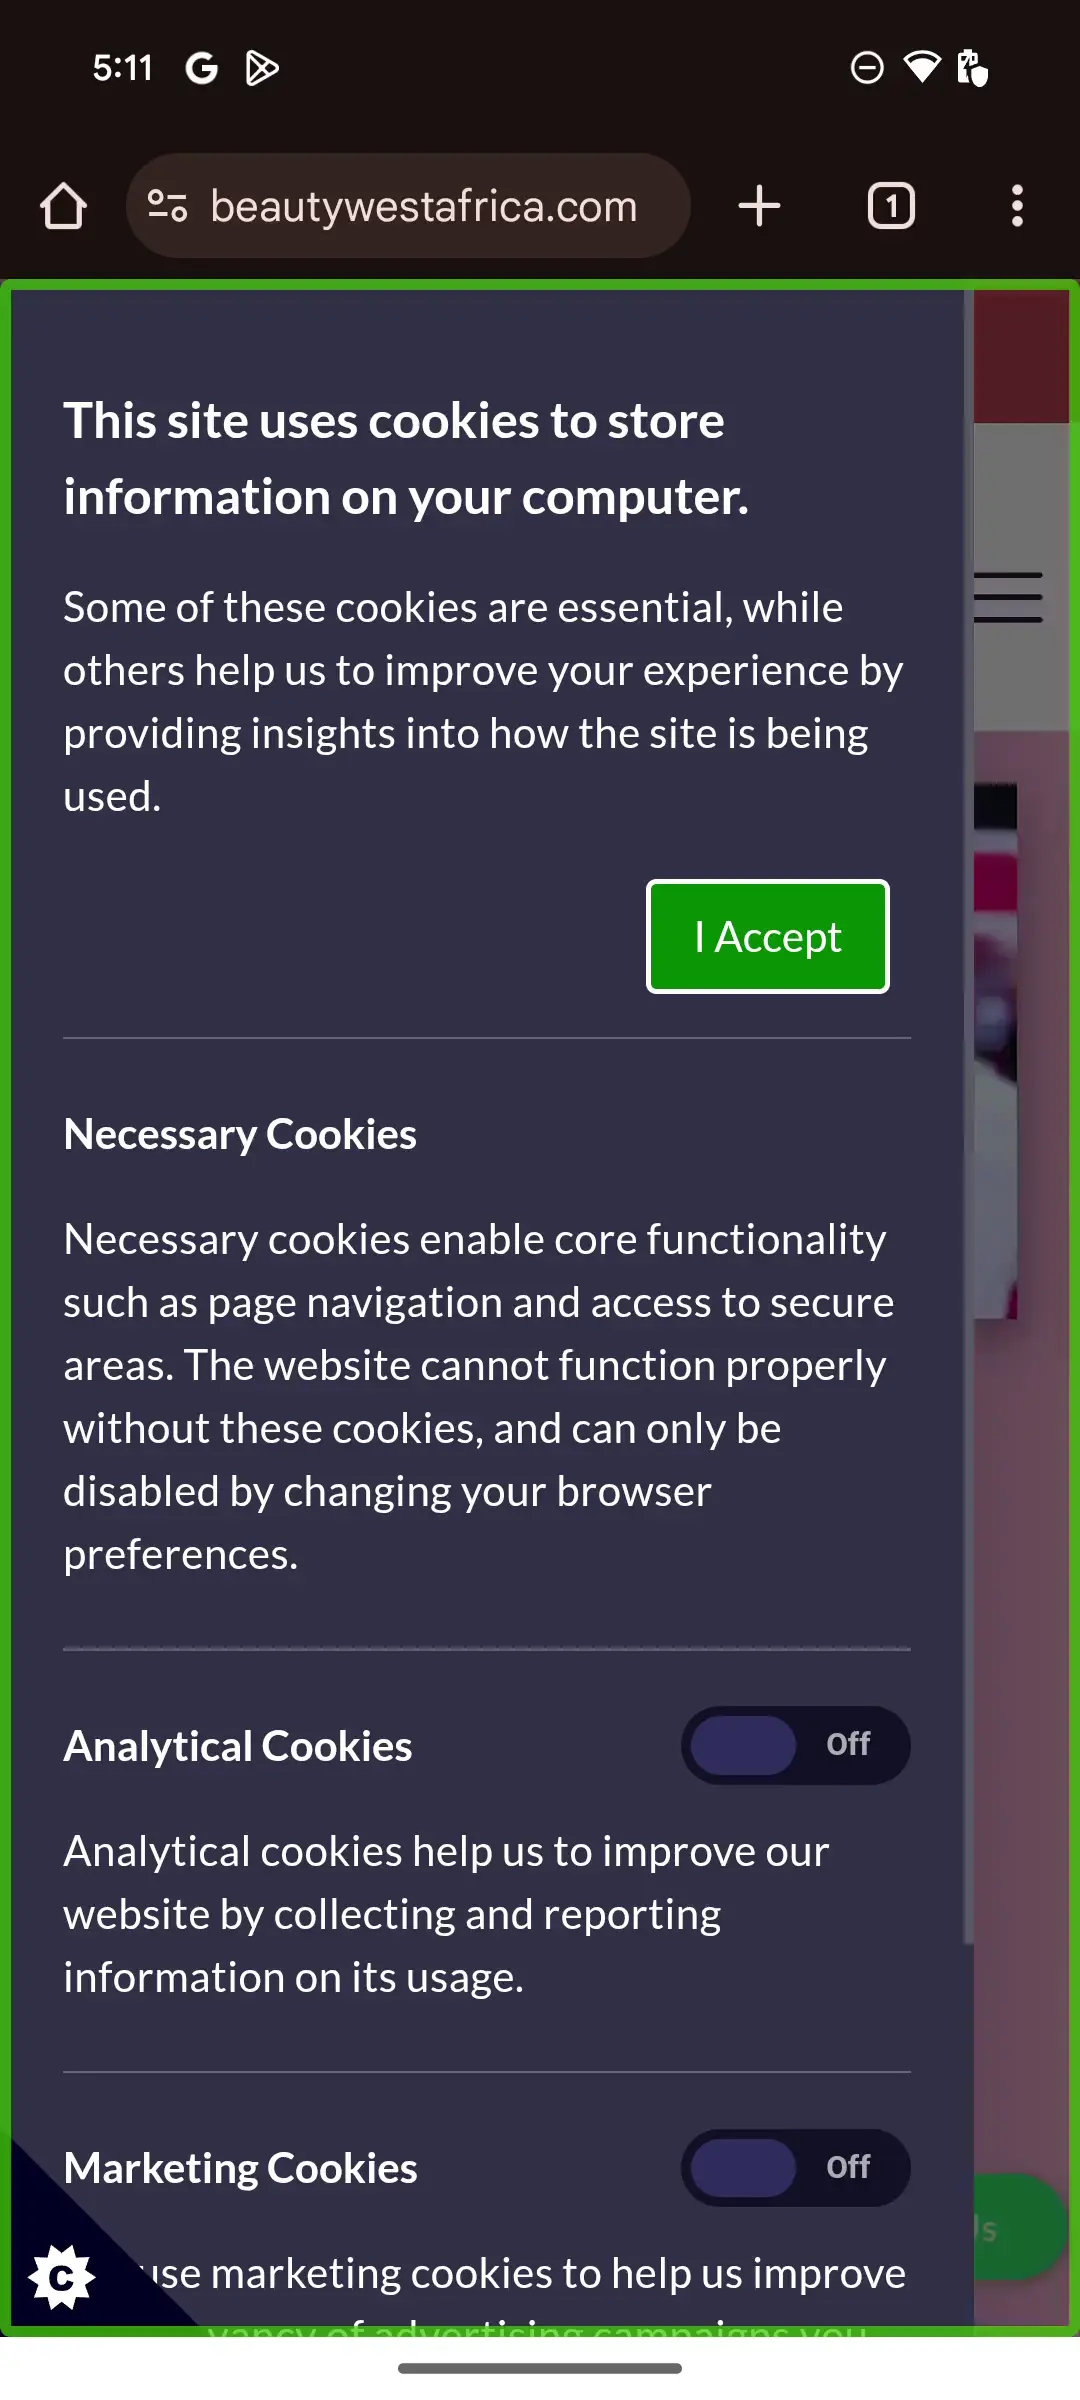 5:11
beautywestafrica.com
1
This site uses cookies to store
information on your computer.
Some of these cookies are essential, while
others help us to improve your experience by
providing insights into how the site is being
used.
I Accept
Necessary Cookies
Necessary cookies enable core functionality
such as page navigation and access to secure
areas. The website cannot function properly
without these cookies, and can only be
disabled by changing your browser
preferences.
Analytical Cookies
Off
Analytical cookies help us to improve our
website by collecting and reporting
information on its usage.
Marketing Cookies
Off
use marketing cookies to help us improve
of advertising campaigns you